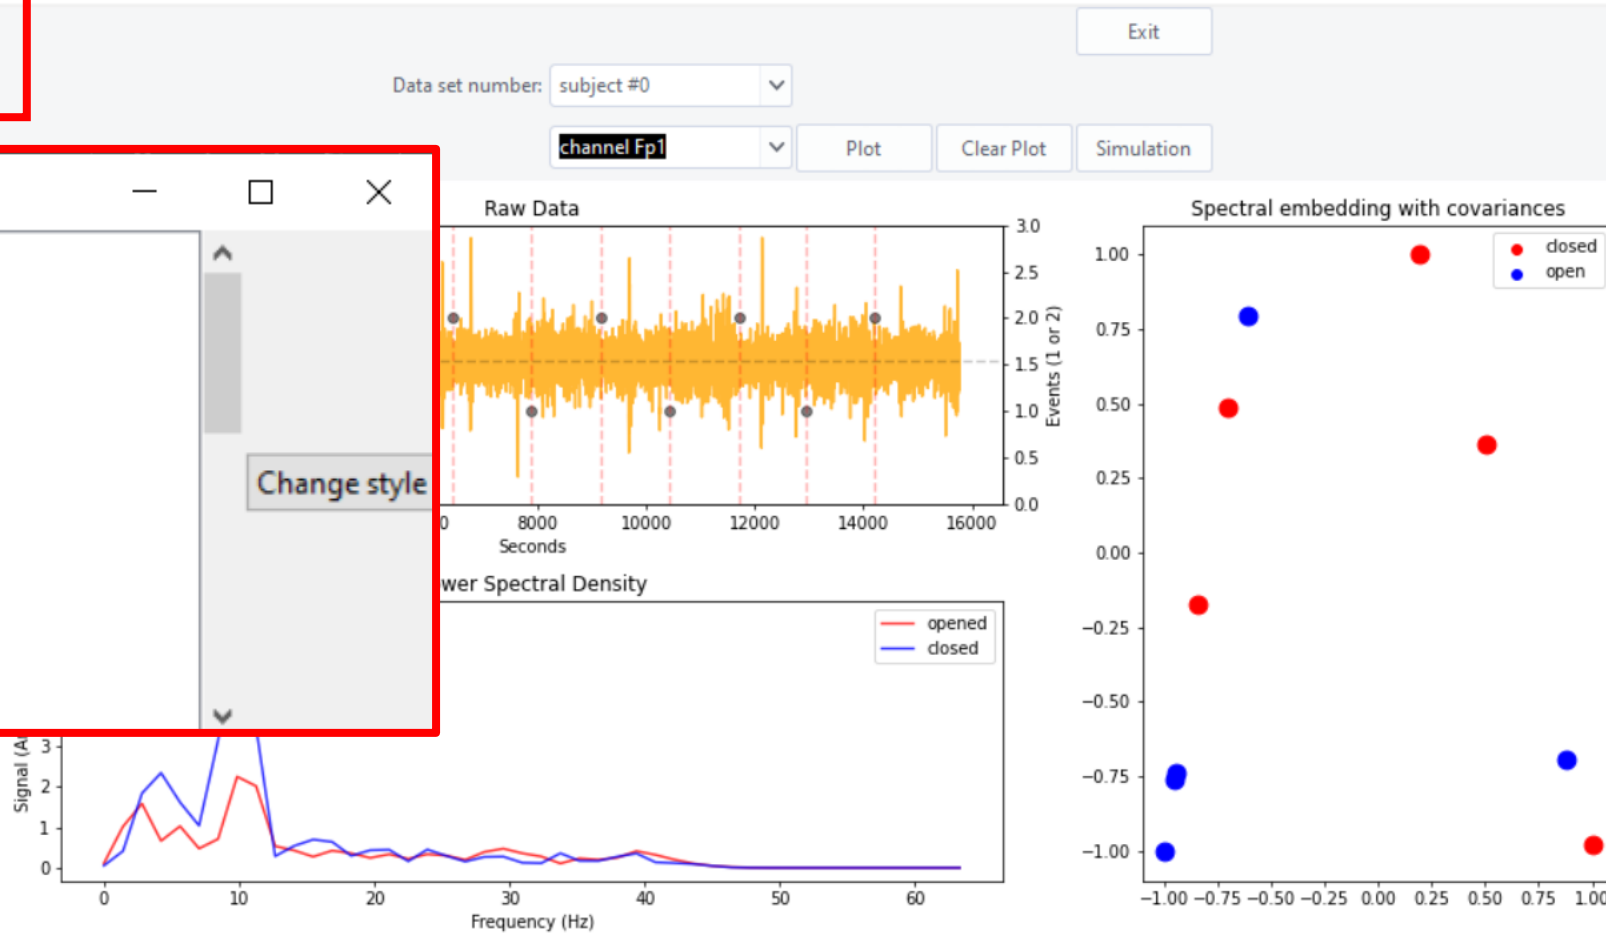 Exit
Data set number: subject #0
channel Fp1 Plot Clear Plot Simulation
Change style
Raw Data
3.0
2.5
2.0
1.5
1.0
0.5
0.0
Events (1 or 2)
8000 10000 12000 14000 16000
Seconds
wer Spectral Density
opened
closed
3
2
1
0
0 10 20 30 40 50 60
Frequency (Hz)
Spectral embedding with covariances
closed
open
1.00
0.75
0.50
0.25
0.00
−0.25
−0.50
−0.75
−1.00
−1.00 −0.75 −0.50 −0.25 0.00 0.25 0.50 0.75 1.00